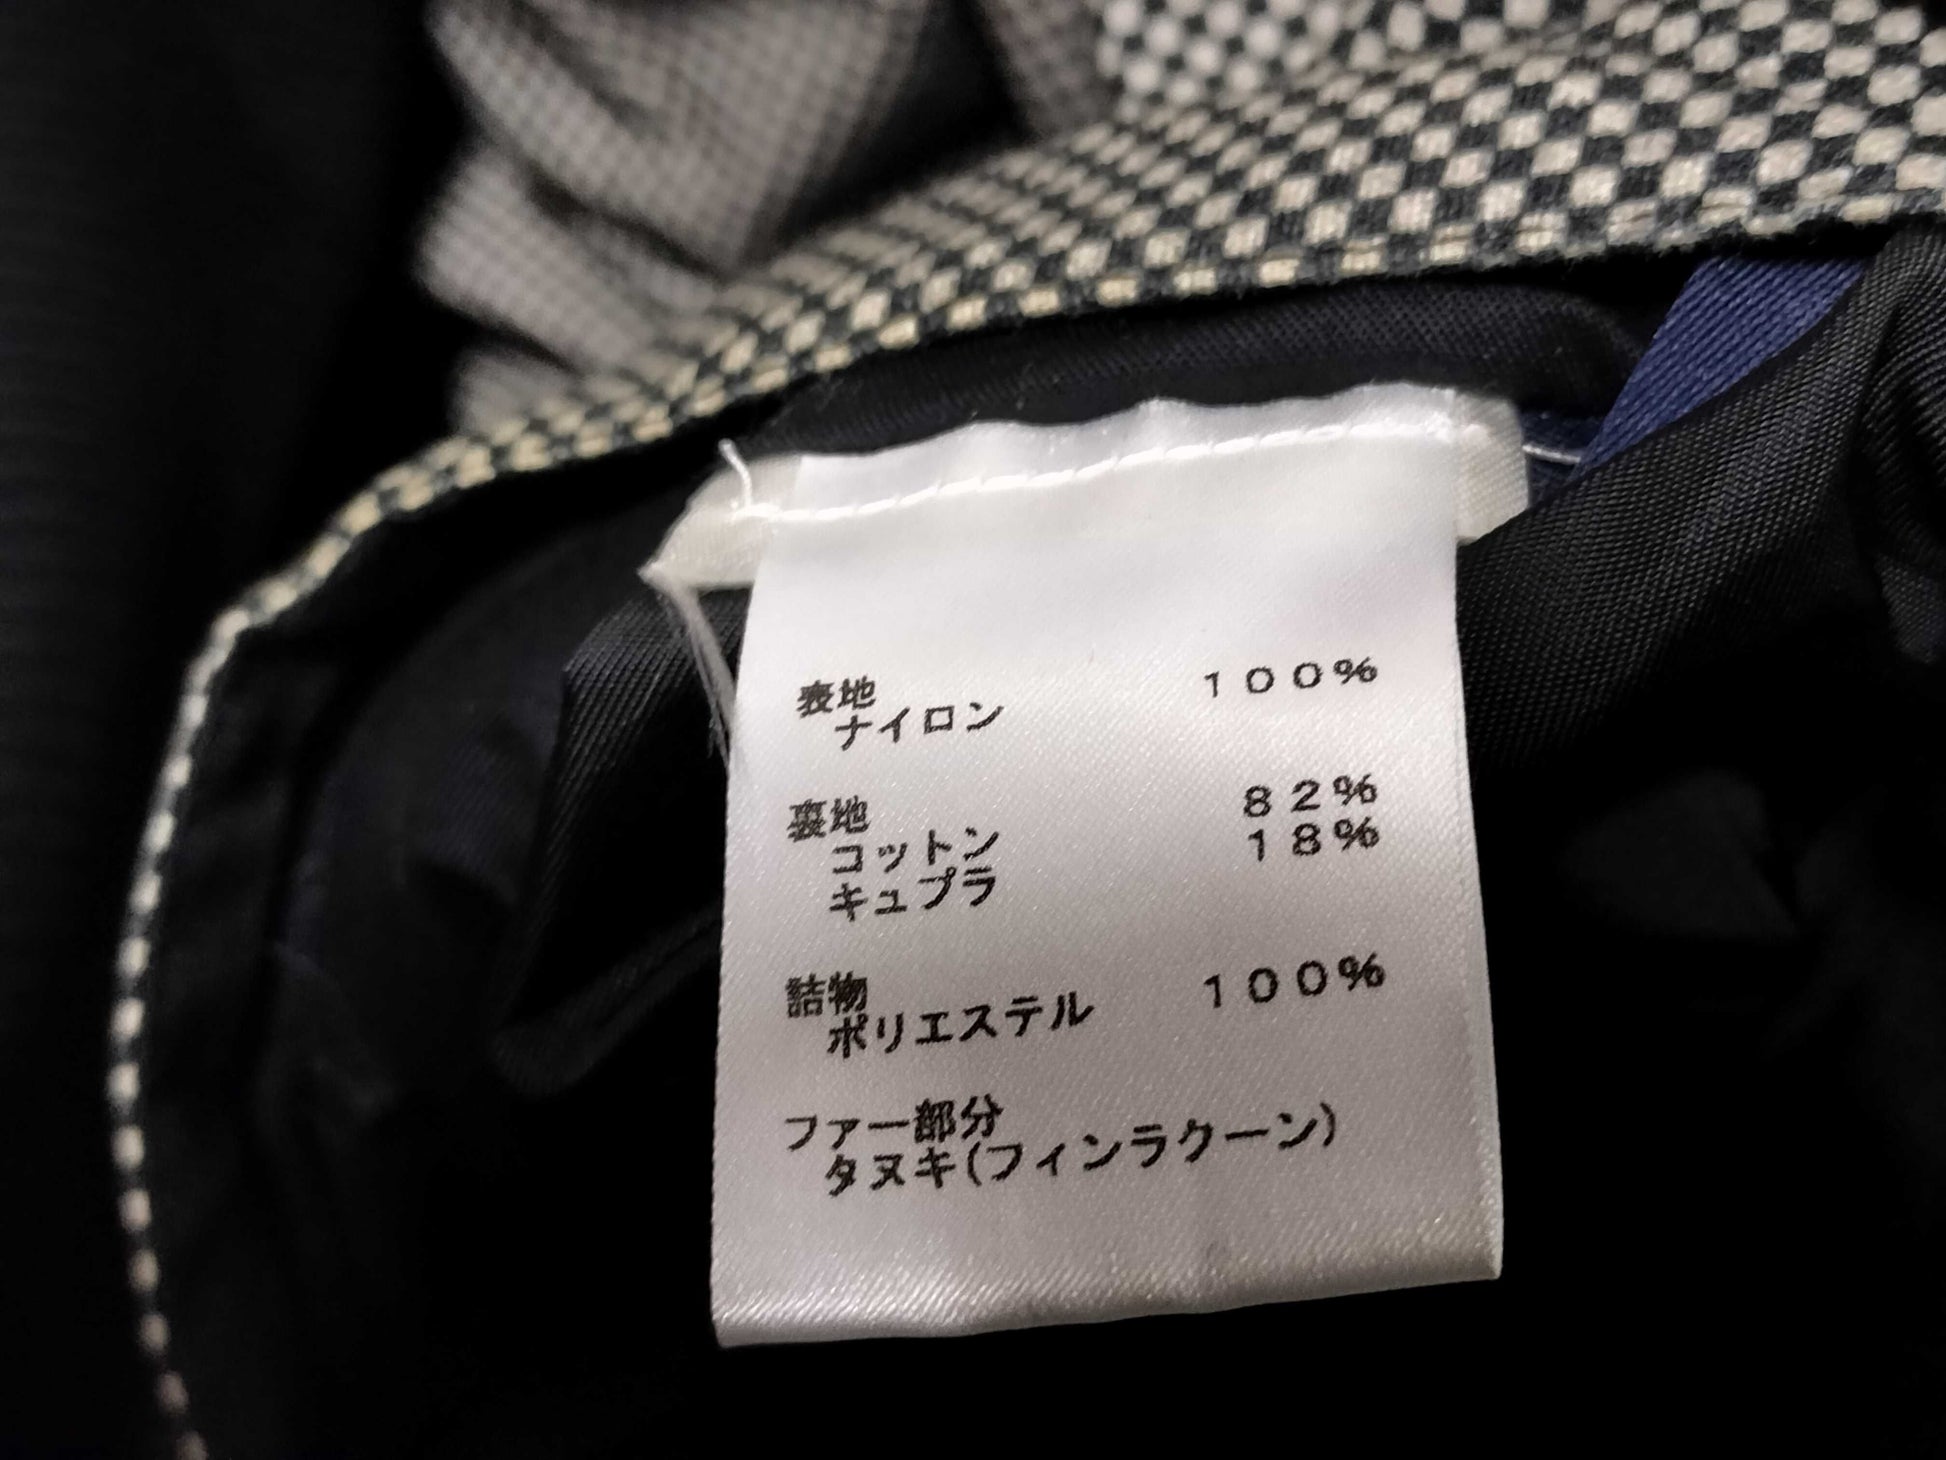 表地
ナイロン 100%
裏地
コットン 82%
キュプラ 18%
詰物
ポリエステル 100%
ファー部分
タヌキ(フィンラクーン)